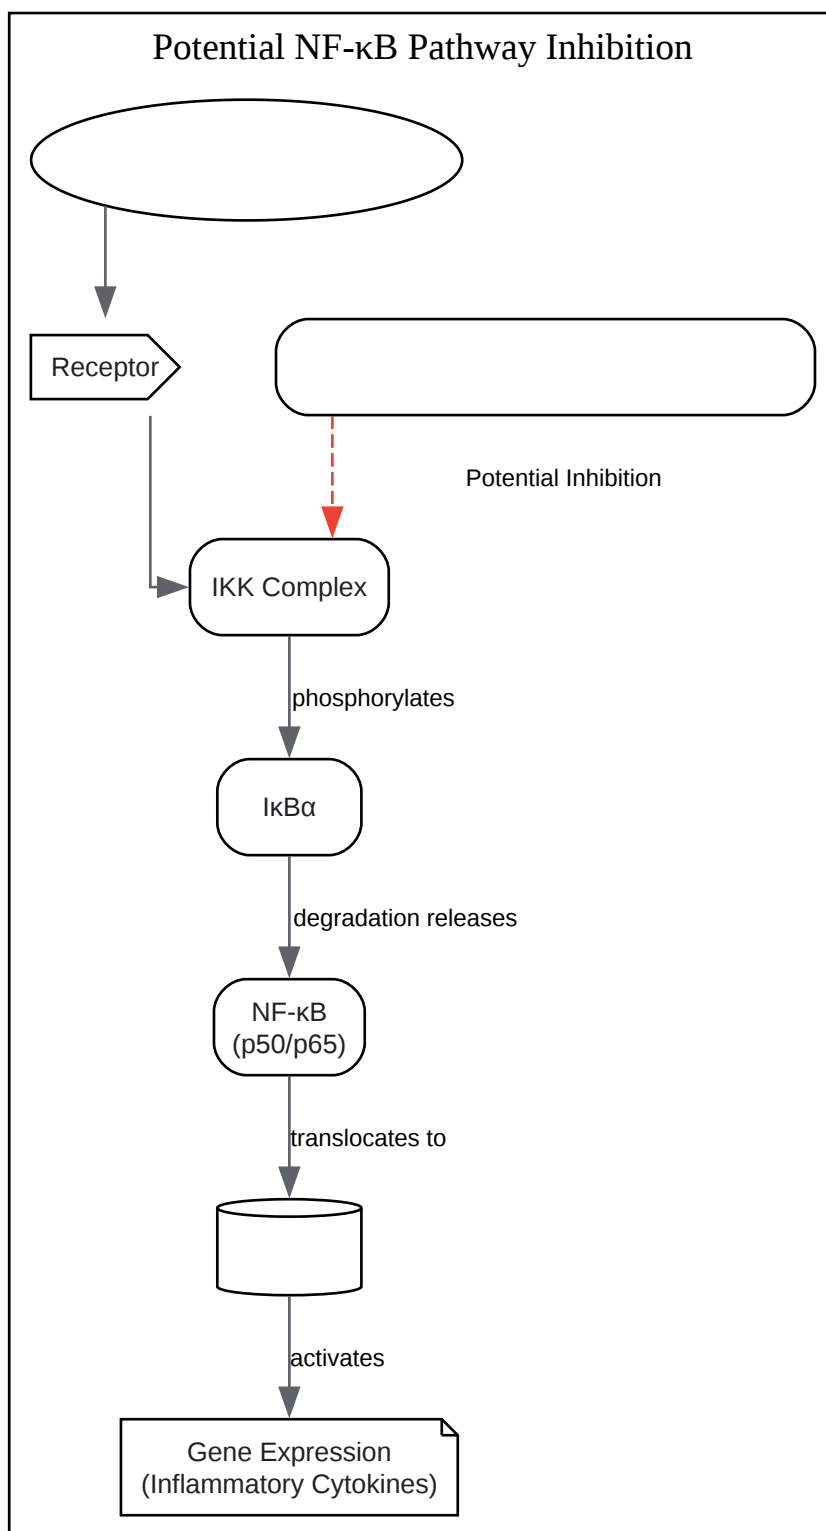 Potential NF-κB Pathway Inhibition
Receptor
Potential Inhibition
IKK Complex
phosphorylates
IκBα
degradation releases
NF-κB
(p50/p65)
translocates to
activates
Gene Expression
(Inflammatory Cytokines)